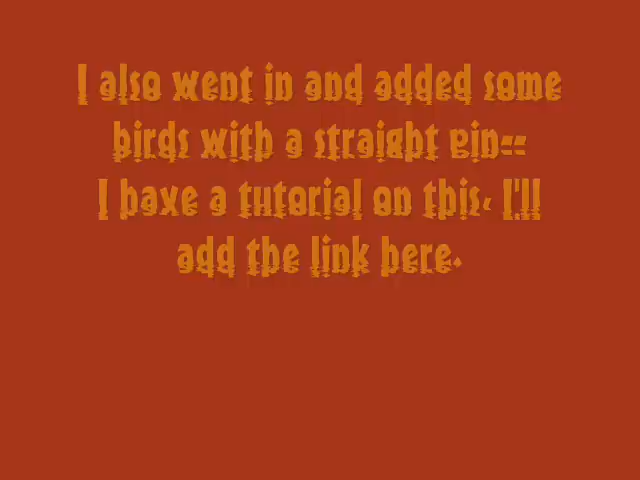 I also went in and added some
birds with a straight pin--
I have a tutorial on this. I'll
add the link here.